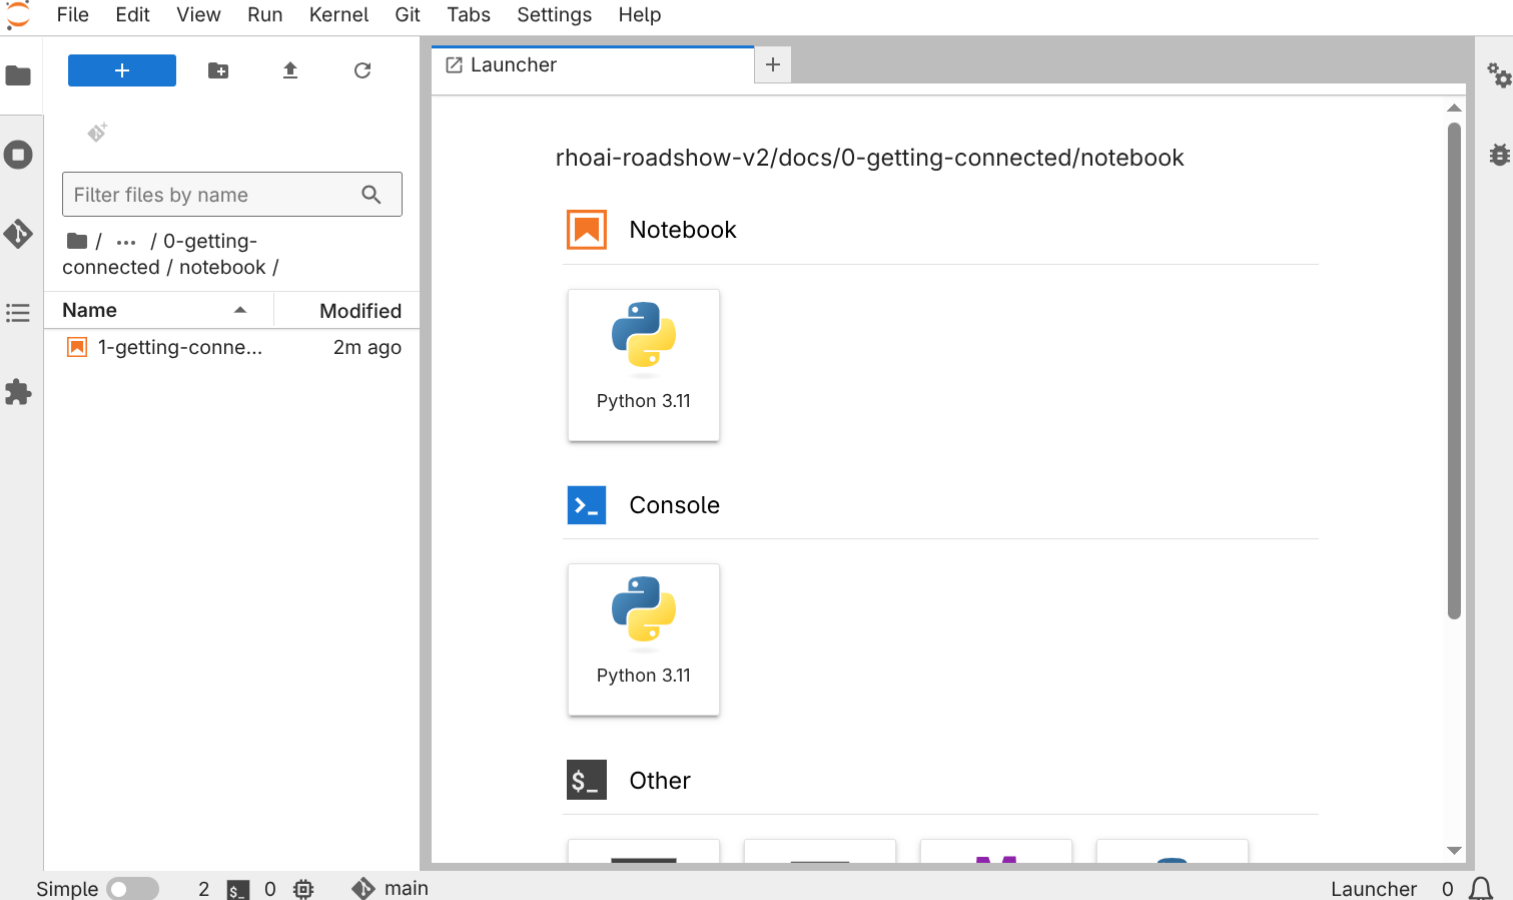 File Edit View Run Kernel Git Tabs Settings Help
Launcher
Filter files by name
/ ... / 0-getting-
connected / notebook /
Name Modified
1-getting-conne... 2m ago
rhoai-roadshow-v2/docs/0-getting-connected/notebook
Notebook
Python 3.11
Console
Python 3.11
$_ Other
Simple 2 $_ 0 main Launcher 0